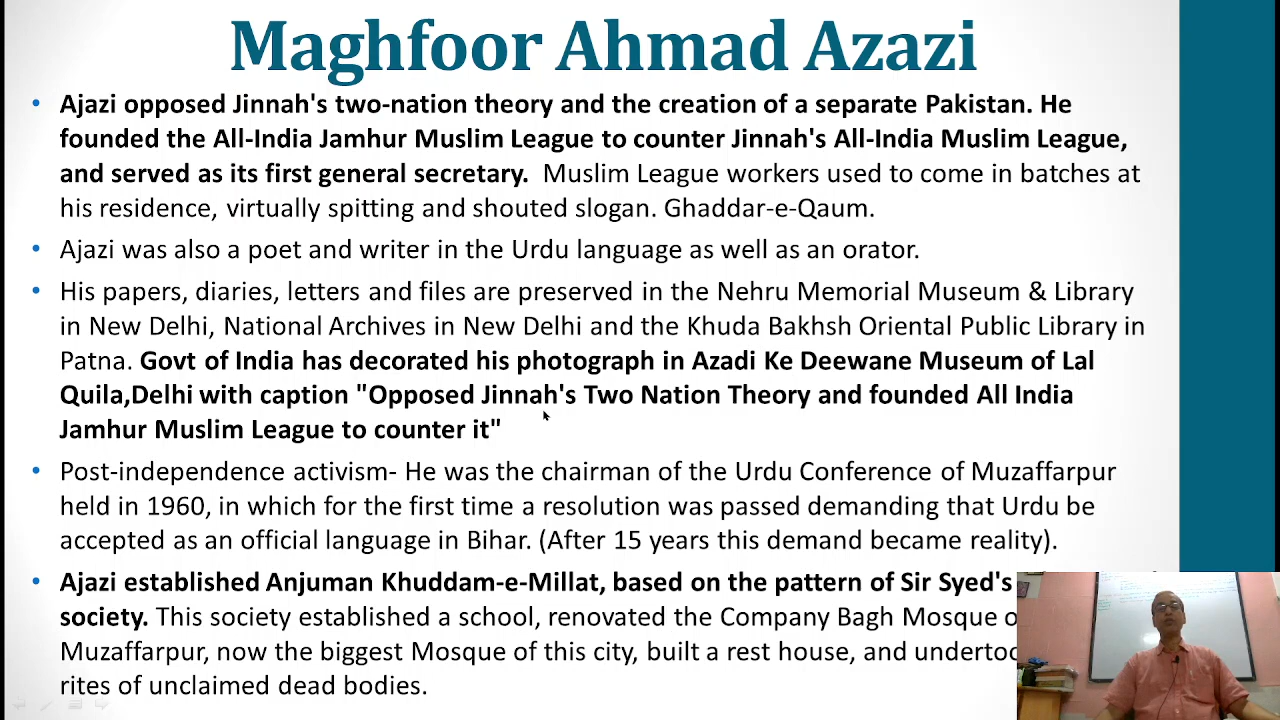 Maghfoor Ahmad Azazi
• Ajazi opposed Jinnah's two-nation theory and the creation of a separate Pakistan. He
founded the All-India Jamhur Muslim League to counter Jinnah's All-India Muslim League,
and served as its first general secretary. Muslim League workers used to come in batches at
his residence, virtually spitting and shouted slogan. Ghaddar-e-Qaum.
• Ajazi was also a poet and writer in the Urdu language as well as an orator.
• His papers, diaries, letters and files are preserved in the Nehru Memorial Museum & Library
in New Delhi, National Archives in New Delhi and the Khuda Bakhsh Oriental Public Library in
Patna. Govt of India has decorated his photograph in Azadi Ke Deewane Museum of Lal
Quila,Delhi with caption "Opposed Jinnah's Two Nation Theory and founded All India
Jamhur Muslim League to counter it"
• Post-independence activism- He was the chairman of the Urdu Conference of Muzaffarpur
held in 1960, in which for the first time a resolution was passed demanding that Urdu be
accepted as an official language in Bihar. (After 15 years this demand became reality).
• Ajazi established Anjuman Khuddam-e-Millat, based on the pattern of Sir Syed's
society. This society established a school, renovated the Company Bagh Mosque
Muzaffarpur, now the biggest Mosque of this city, built a rest house, and
rites of unclaimed dead bodies.